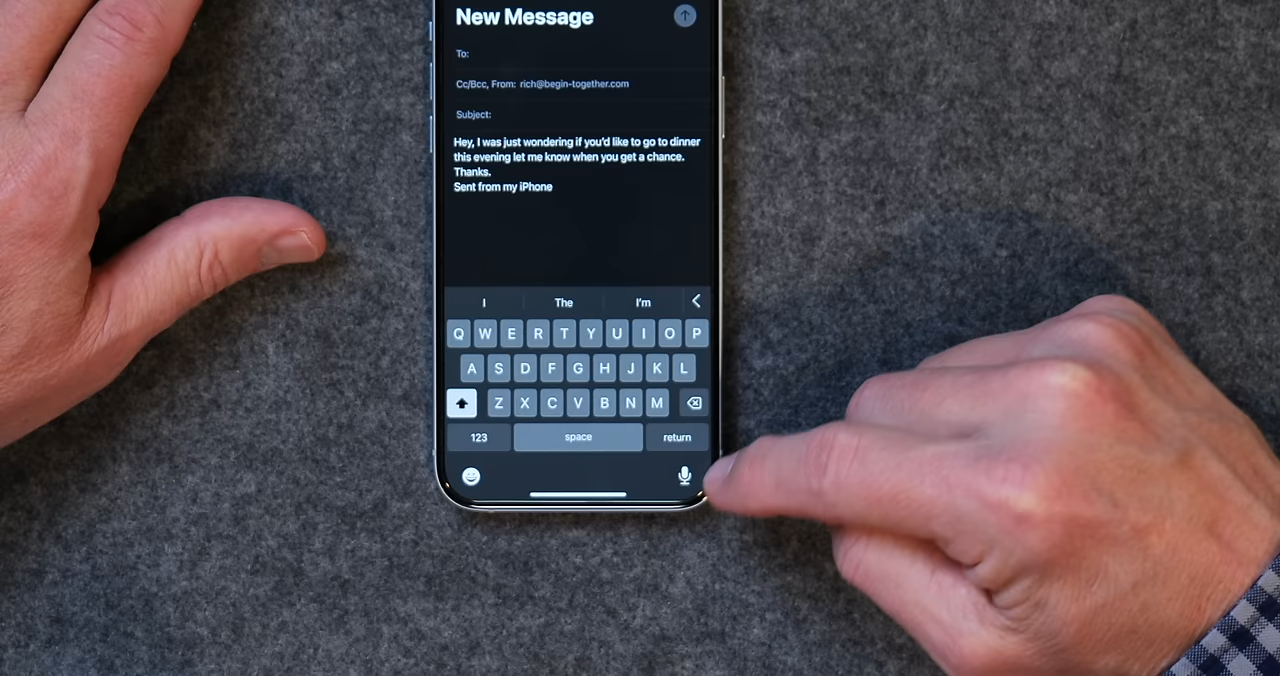 New Message
To:
Cc/Bcc, From: rich@begin-together.com
Subject:
Hey, I was just wondering if you'd like to go to dinner
this evening let me know when you get a chance.
Thanks.
Sent from my iPhone
I The I'm
Q W E R T Y U I O P
A S D F G H J K L
Z X C V B N M
123 space return